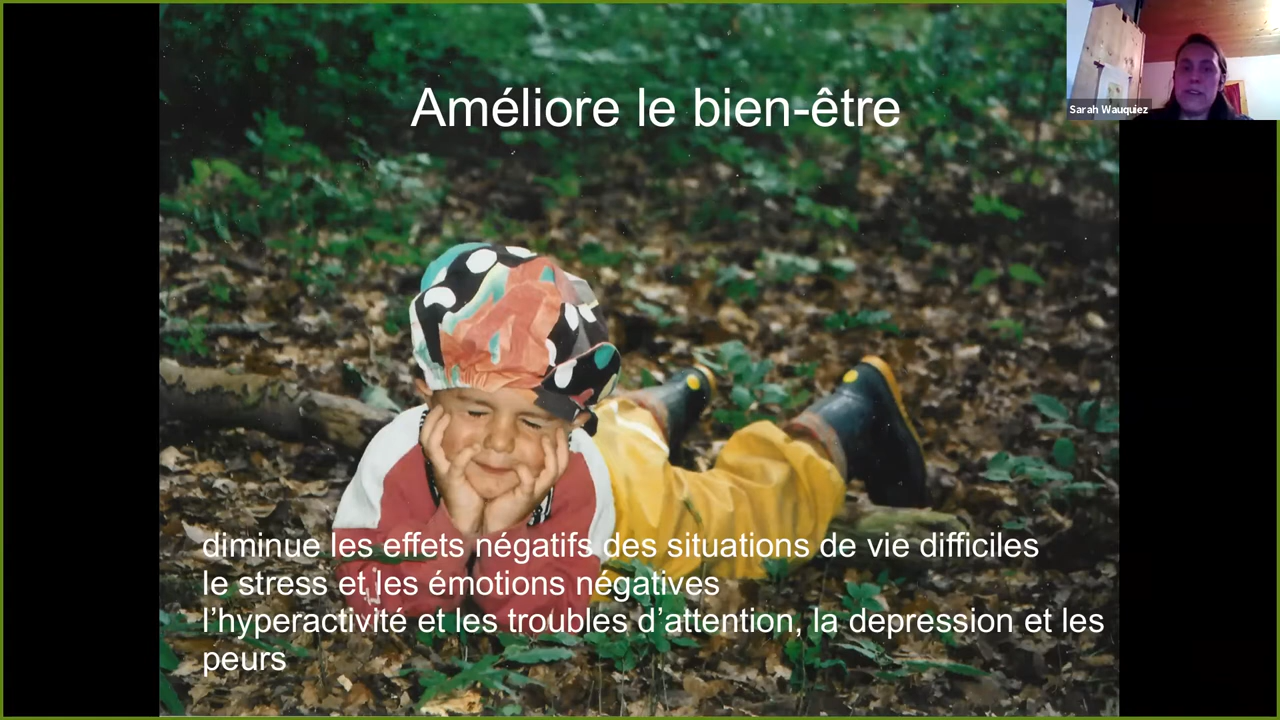 Améliore le bien-être
Sarah Wauquiez
diminue les effets négatifs des situations de vie difficiles
le stress et les émotions négatives
l’hyperactivité et les troubles d’attention, la depression et les
peurs